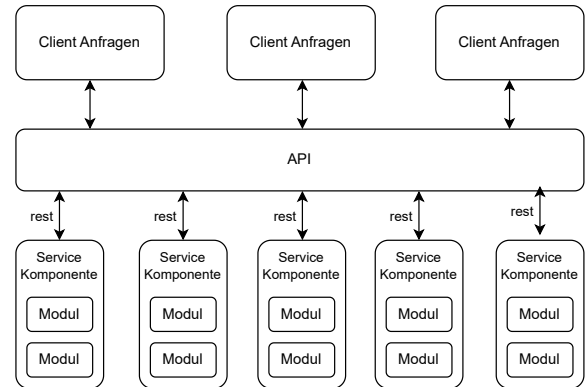 Client Anfragen
Client Anfragen
Client Anfragen
API
rest
rest
rest
rest
rest
Service
Komponente
Modul
Modul
Service
Komponente
Modul
Modul
Service
Komponente
Modul
Modul
Service
Komponente
Modul
Modul
Service
Komponente
Modul
Modul